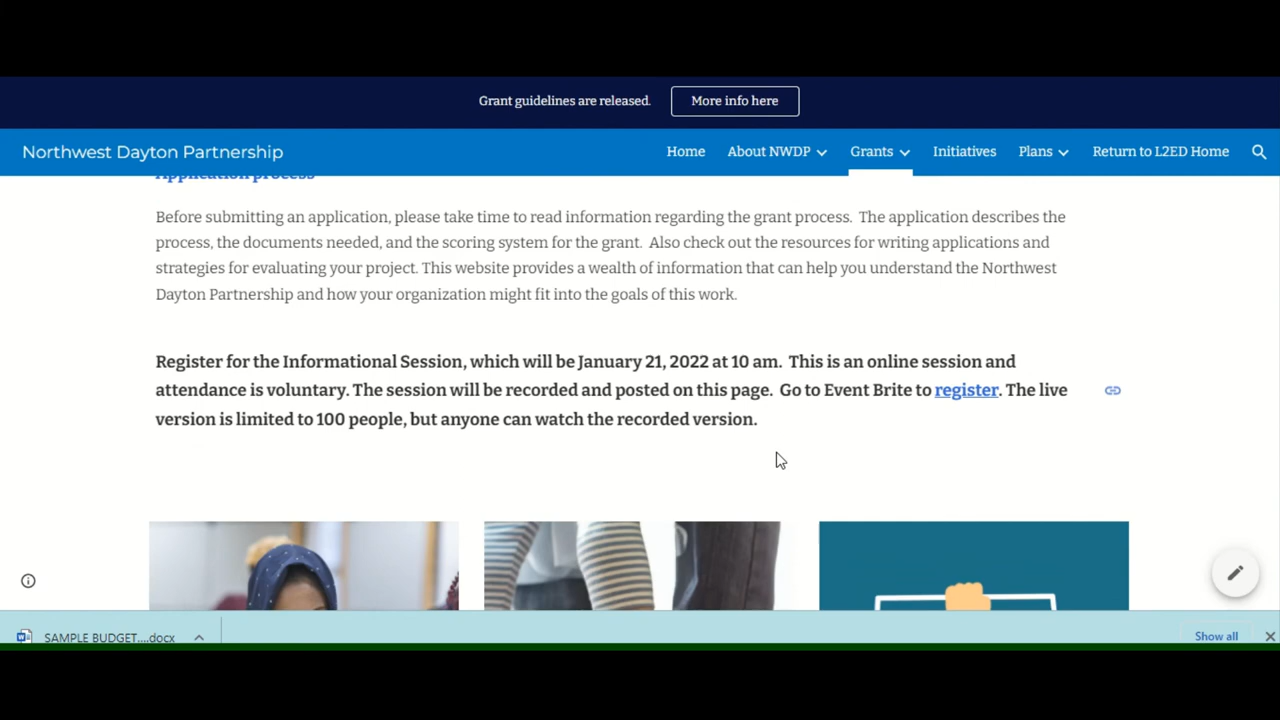 Grant guidelines are released. More info here
Northwest Dayton Partnership Home About NWDP Grants Initiatives Plans Return to L2ED Home
Application process
Before submitting an application, please take time to read information regarding the grant process. The application describes the
process, the documents needed, and the scoring system for the grant. Also check out the resources for writing applications and
strategies for evaluating your project. This website provides a wealth of information that can help you understand the Northwest
Dayton Partnership and how your organization might fit into the goals of this work.
Register for the Informational Session, which will be January 21, 2022 at 10 am. This is an online session and
attendance is voluntary. The session will be recorded and posted on this page. Go to Event Brite to register. The live
version is limited to 100 people, but anyone can watch the recorded version.
SAMPLE BUDGET....docx Show all